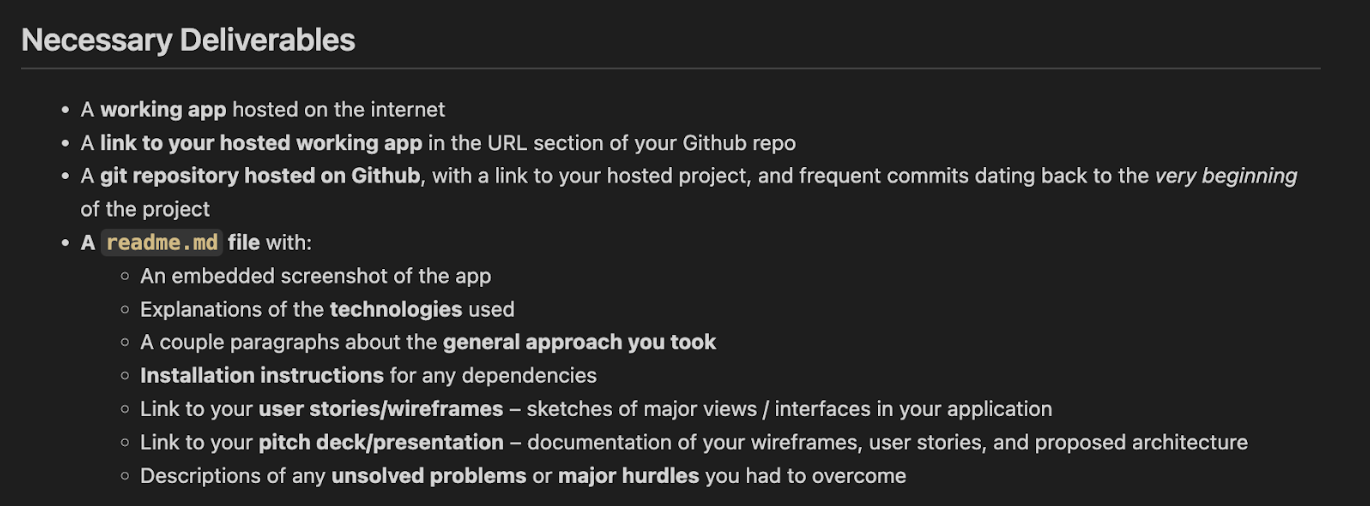 Necessary Deliverables
• A working app hosted on the internet
• A link to your hosted working app in the URL section of your Github repo
• A git repository hosted on Github, with a link to your hosted project, and frequent commits dating back to the very beginning
of the project
• A readme.md file with:
◦ An embedded screenshot of the app
◦ Explanations of the technologies used
◦ A couple paragraphs about the general approach you took
◦ Installation instructions for any dependencies
◦ Link to your user stories/wireframes – sketches of major views / interfaces in your application
◦ Link to your pitch deck/presentation – documentation of your wireframes, user stories, and proposed architecture
◦ Descriptions of any unsolved problems or major hurdles you had to overcome